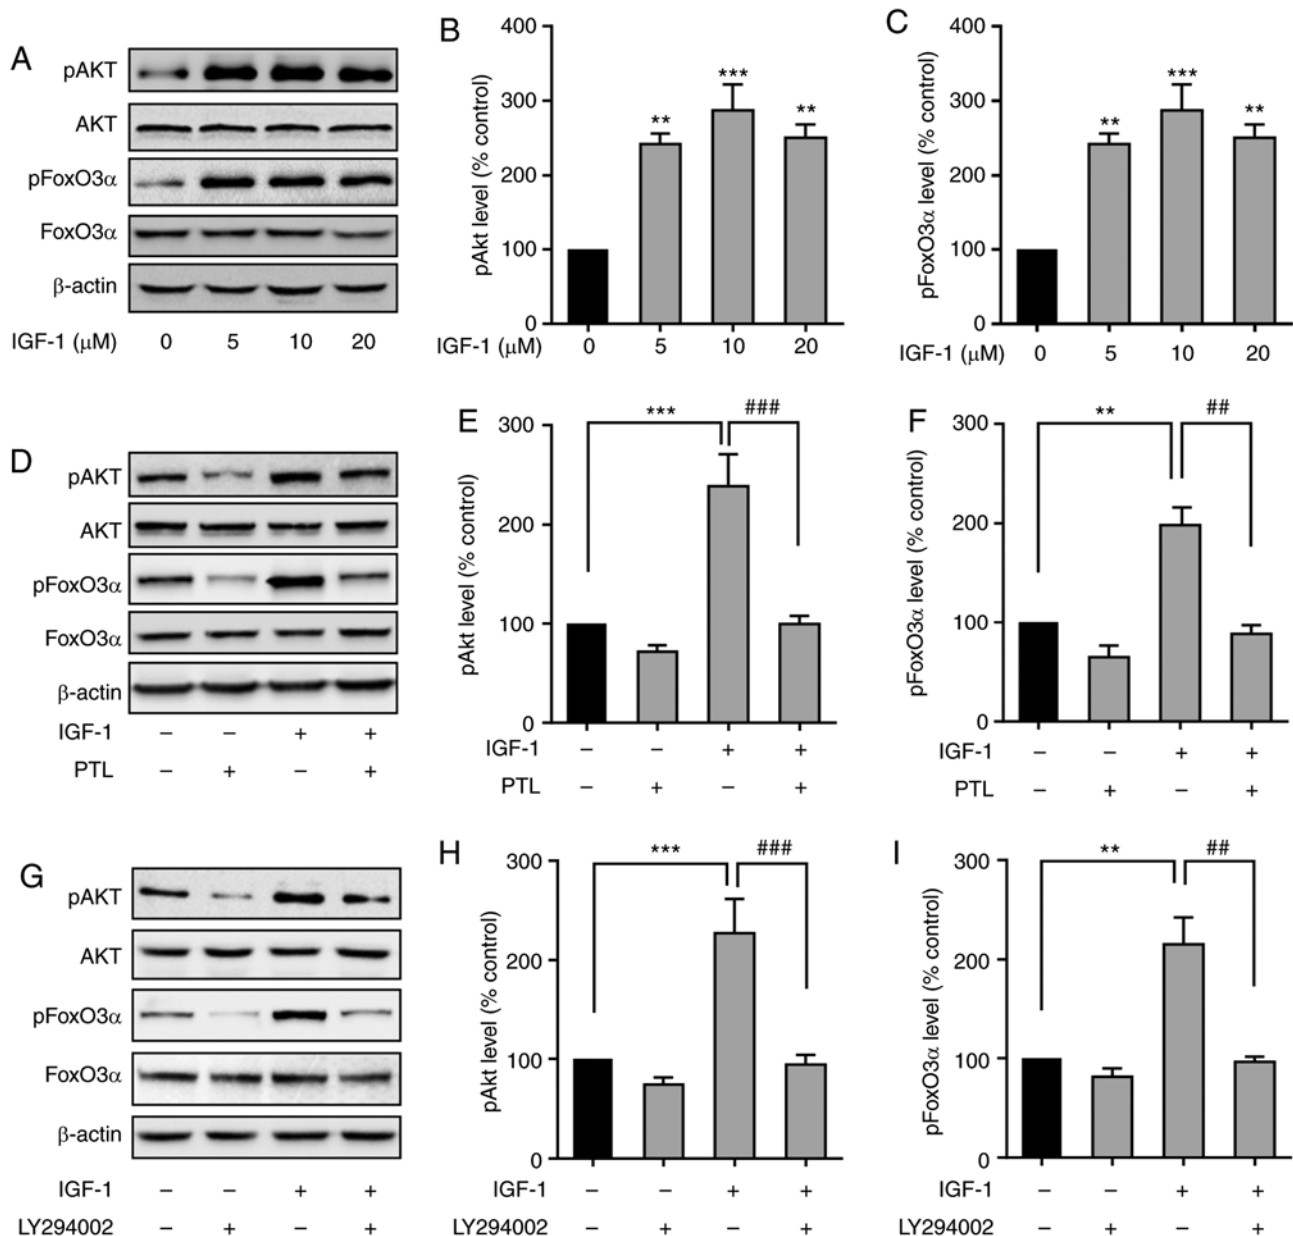 A
pAKT
AKT
pFoxO3α
FoxO3α
β-actin
IGF-1 (μM) 0 5 10 20
B
pAkt level (% control)
400
300
200
100
0
** *** **
IGF-1 (μM) 0 5 10 20
C
pFoxO3α level (% control)
400
300
200
100
0
** *** **
IGF-1 (μM) 0 5 10 20
D
pAKT
AKT
pFoxO3α
FoxO3α
β-actin
IGF-1 – – + +
PTL – + – +
E
pAkt level (% control)
300
200
100
0
*** ###
IGF-1 – – + +
PTL – + – +
F
pFoxO3α level (% control)
300
200
100
0
** ##
IGF-1 – – + +
PTL – + – +
G
pAKT
AKT
pFoxO3α
FoxO3α
β-actin
IGF-1 – – + +
LY294002 – + – +
H
pAkt level (% control)
300
200
100
0
*** ###
IGF-1 – – + +
LY294002 – + – +
I
pFoxO3α level (% control)
300
200
100
0
** ##
IGF-1 – – + +
LY294002 – + – +